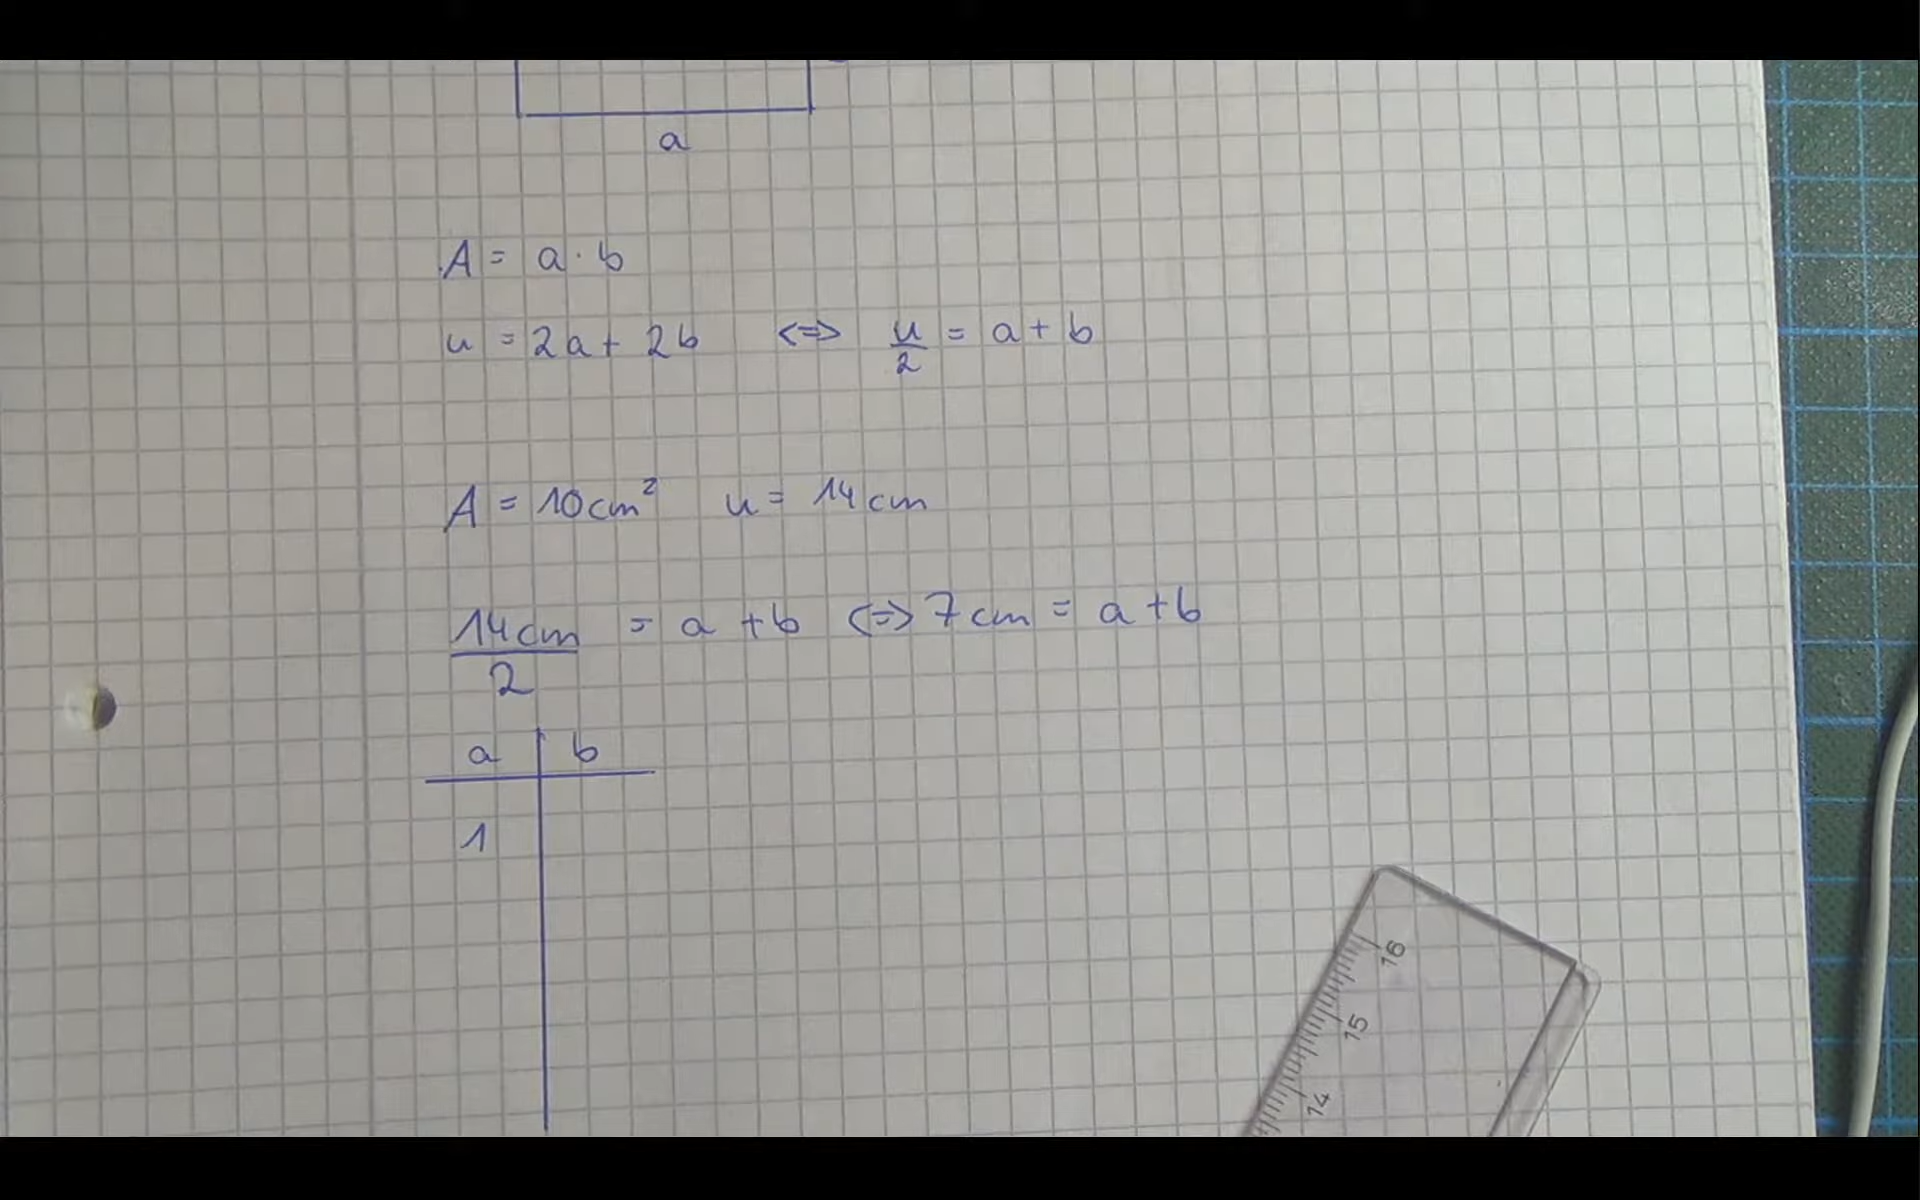 a
A = a · b
u = 2a + 2b <=> u/2 = a + b
A = 10cm² u = 14cm
14cm/2 = a + b <=> 7cm = a + b
a b
1
16
15
14